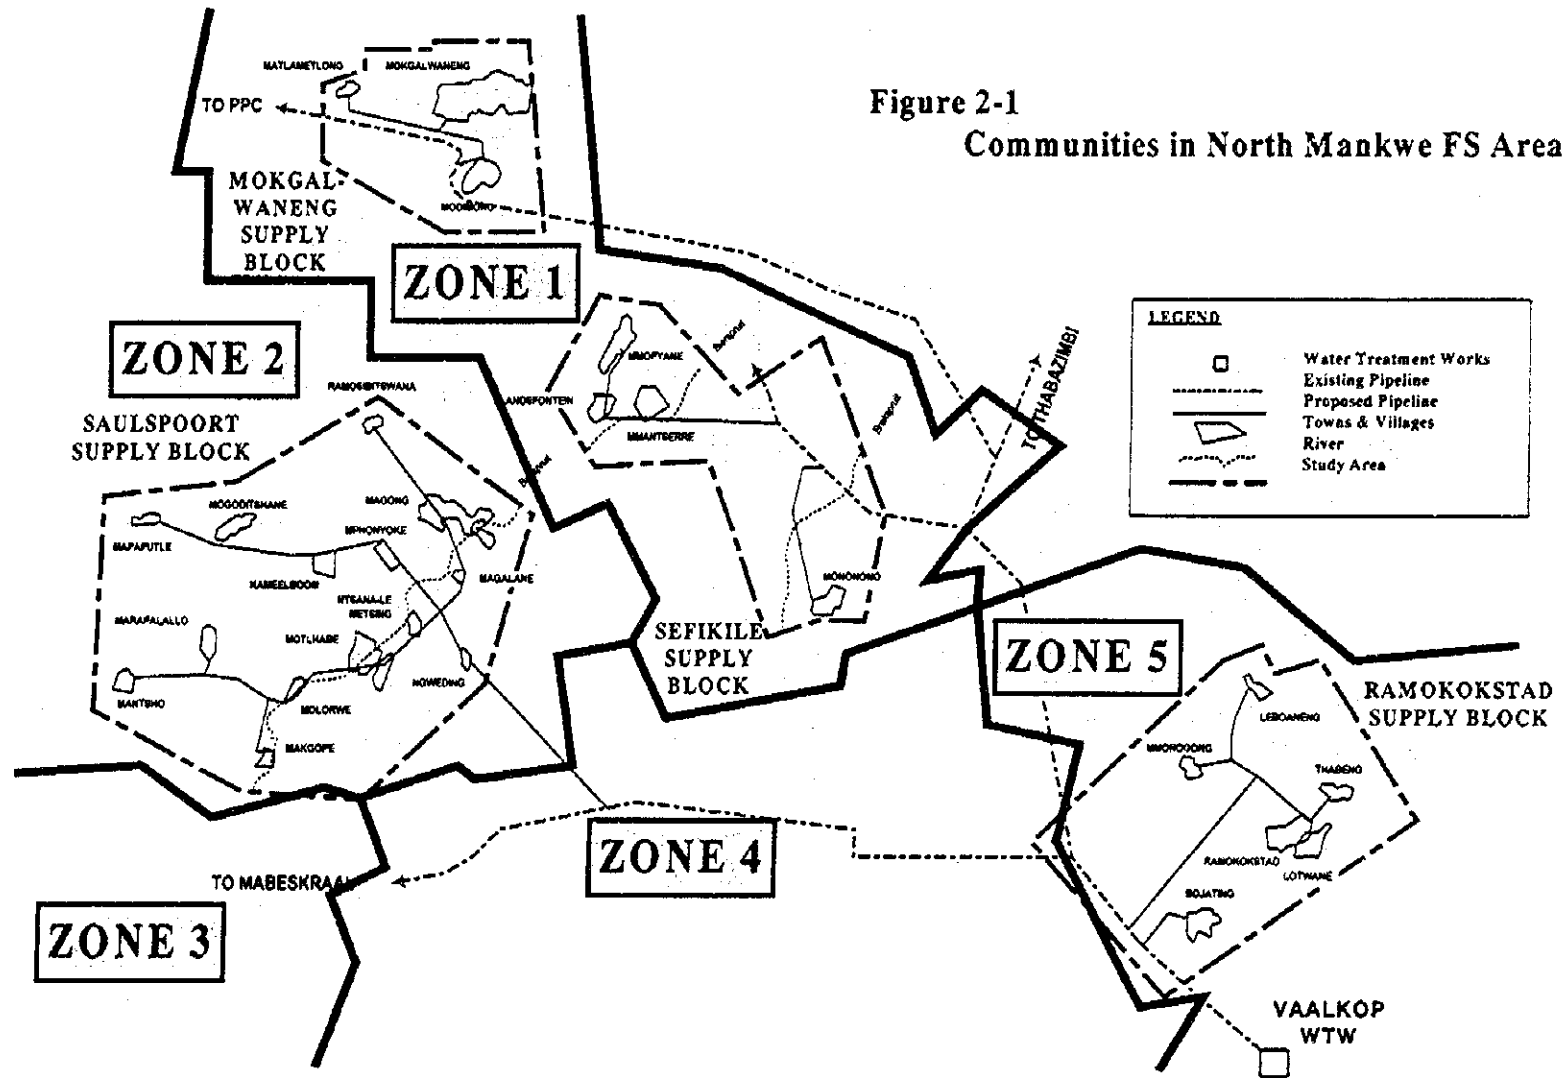 Figure 2-1
Communities in North Mankwe FS Area
MATLAMETLONG
MOKGALWANENG
TO PPC
MOKGAL-
WANENG
SUPPLY
BLOCK
ZONE 1
ZONE 2
SAULSPOORT
SUPPLY BLOCK
MMOPYANE
MMANTSERRE
TO THABAZIMBI
LEGEND
Water Treatment Works
Existing Pipeline
Proposed Pipeline
Towns & Villages
River
Study Area
MOGODITSHANE
MAGONG
MPHONYOKE
MAPAPUTLE
KAMEELBOOM
MAGALANE
NTSANA-LE
METSING
MARAPALALLO
MOTLHABE
MANTSHO
MOLORWE
NGWEDING
MAKGOPE
MONONONO
SEFIKILE
SUPPLY
BLOCK
ZONE 5
RAMOKOKSTAD
SUPPLY BLOCK
LEBOANENG
MMOROGONG
THABENG
RAMOKOKSTAD
LOTWANE
BOJATING
ZONE 4
TO MABESKRAAL
ZONE 3
VAALKOP
WTW